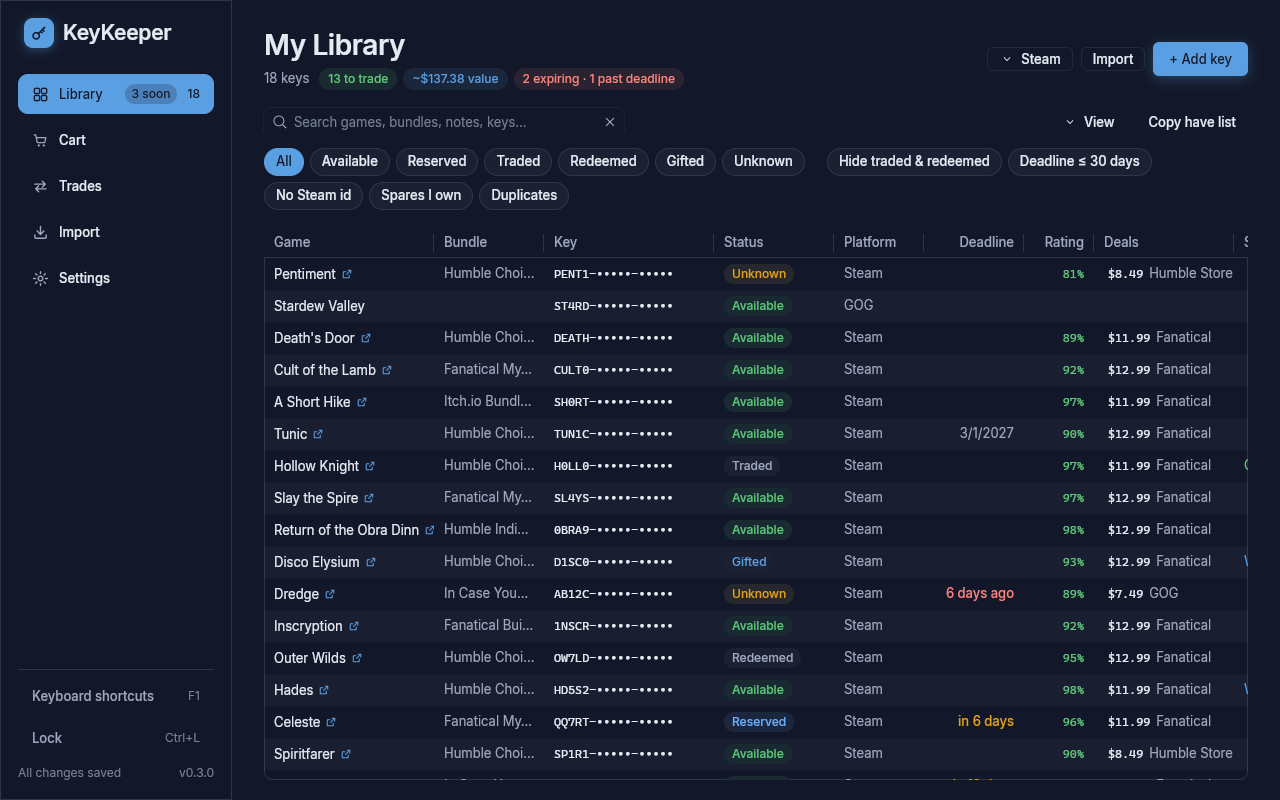 KeyKeeper
Library 3 soon 18
Cart
Trades
Import
Settings
Keyboard shortcuts F1
Lock Ctrl+L
All changes saved v0.3.0
My Library
18 keys 13 to trade ~$137.38 value 2 expiring · 1 past deadline
Steam Import + Add key
Search games, bundles, notes, keys...
View Copy have list
All Available Reserved Traded Redeemed Gifted Unknown Hide traded & redeemed Deadline ≤ 30 days
No Steam id Spares I own Duplicates
Game Bundle Key Status Platform Deadline Rating Deals
Pentiment Humble Choi... PENT1-•••••-••••• Unknown Steam 81% $8.49 Humble Store
Stardew Valley ST4RD-•••••-••••• Available GOG
Death's Door Humble Choi... DEATH-•••••-••••• Available Steam 89% $11.99 Fanatical
Cult of the Lamb Fanatical My... CULT0-•••••-••••• Available Steam 92% $12.99 Fanatical
A Short Hike Itch.io Bundl... SH0RT-•••••-••••• Available Steam 97% $11.99 Fanatical
Tunic Humble Choi... TUN1C-•••••-••••• Available Steam 3/1/2027 90% $12.99 Fanatical
Hollow Knight Humble Choi... H0LL0-•••••-••••• Traded Steam 97% $11.99 Fanatical
Slay the Spire Fanatical My... SL4YS-•••••-••••• Available Steam 97% $12.99 Fanatical
Return of the Obra Dinn Humble Indi... 0BRA9-•••••-••••• Available Steam 98% $12.99 Fanatical
Disco Elysium Humble Choi... D1SC0-•••••-••••• Gifted Steam 93% $12.99 Fanatical
Dredge In Case You... AB12C-•••••-••••• Unknown Steam 6 days ago 89% $7.49 GOG
Inscryption Fanatical Bui... 1NSCR-•••••-••••• Available Steam 92% $12.99 Fanatical
Outer Wilds Humble Choi... OW7LD-•••••-••••• Redeemed Steam 95% $12.99 Fanatical
Hades Humble Choi... HD5S2-•••••-••••• Available Steam 98% $11.99 Fanatical
Celeste Fanatical My... QQ7RT-•••••-••••• Reserved Steam in 6 days 96% $11.99 Fanatical
Spiritfarer Humble Choi... SP1R1-•••••-••••• Available Steam 90% $8.49 Humble Store